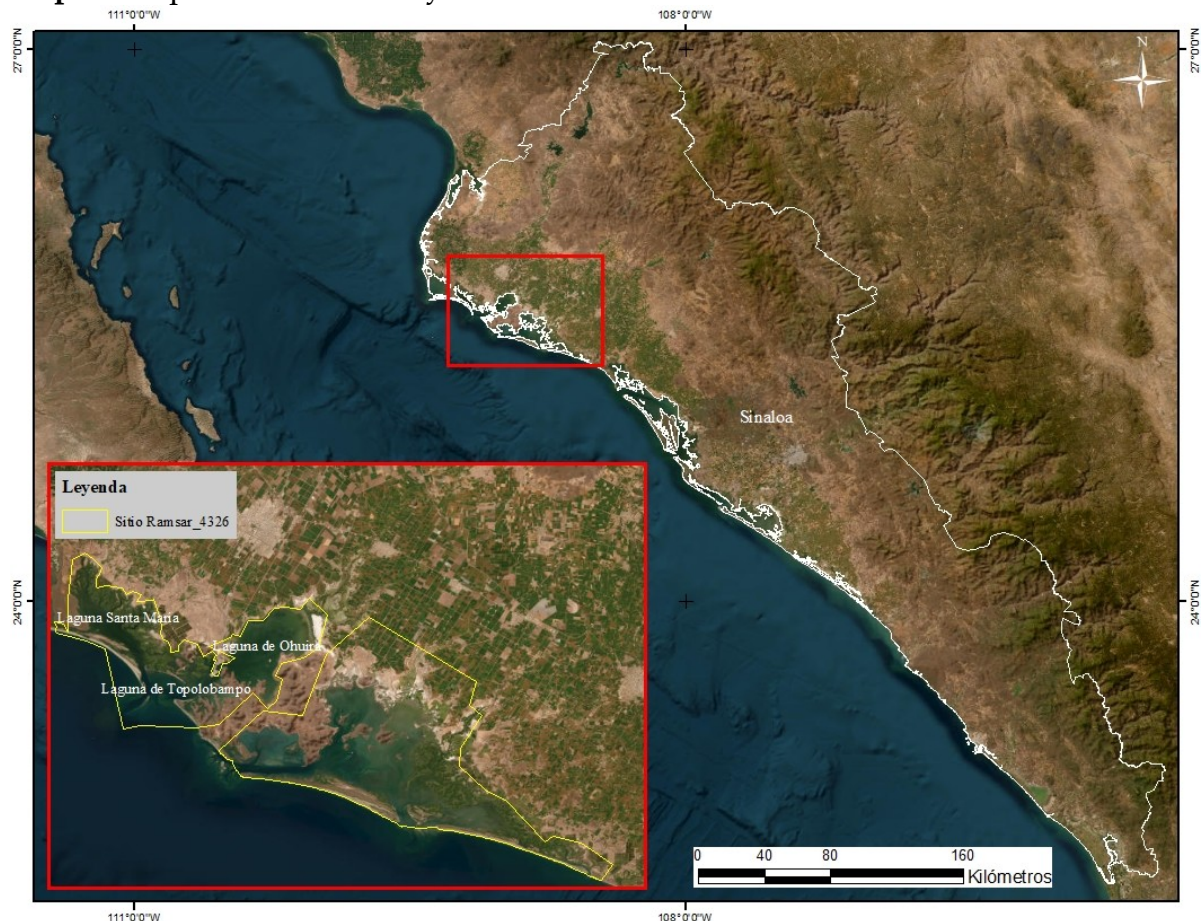 111°0'0"W 108°0'0"W
27°0'0"N 27°0'0"N
N
Sinaloa
Leyenda
Sitio Ramsar_4326
Laguna Santa Maria
Laguna de Ohuira
Laguna de Topolobampo
24°0'0"N 24°0'0"N
0 40 80 160
Kilómetros
111°0'0"W 108°0'0"W